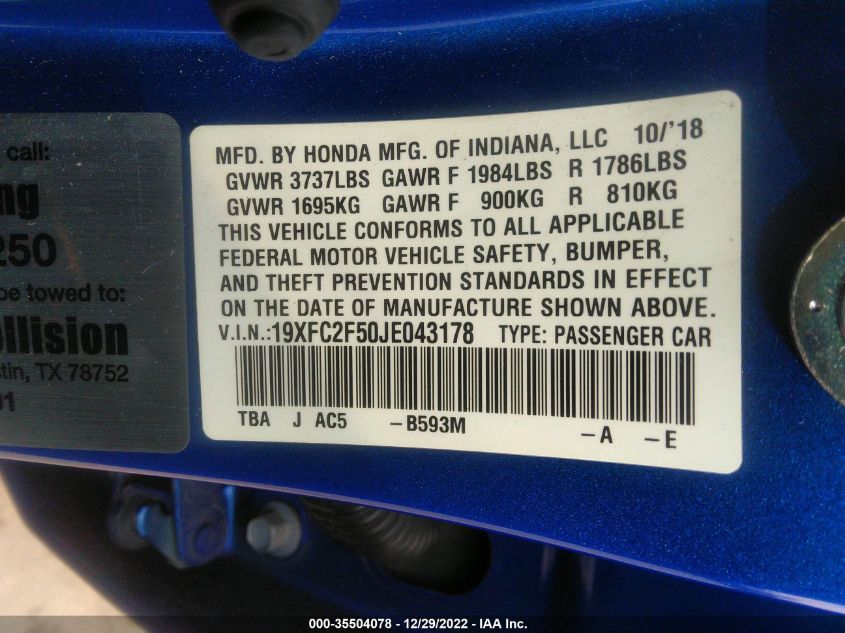 call:
ng
250
be towed to:
ollision
stin, TX 78752
01
MFD. BY HONDA MFG. OF INDIANA, LLC 10/'18
GVWR 3737LBS GAWR F 1984LBS R 1786LBS
GVWR 1695KG GAWR F 900KG R 810KG
THIS VEHICLE CONFORMS TO ALL APPLICABLE
FEDERAL MOTOR VEHICLE SAFETY, BUMPER,
AND THEFT PREVENTION STANDARDS IN EFFECT
ON THE DATE OF MANUFACTURE SHOWN ABOVE.
V.I.N.:19XFC2F50JE043178 TYPE: PASSENGER CAR
TBA J AC5 -B593M -A -E
000-35504078 - 12/29/2022 - IAA Inc.